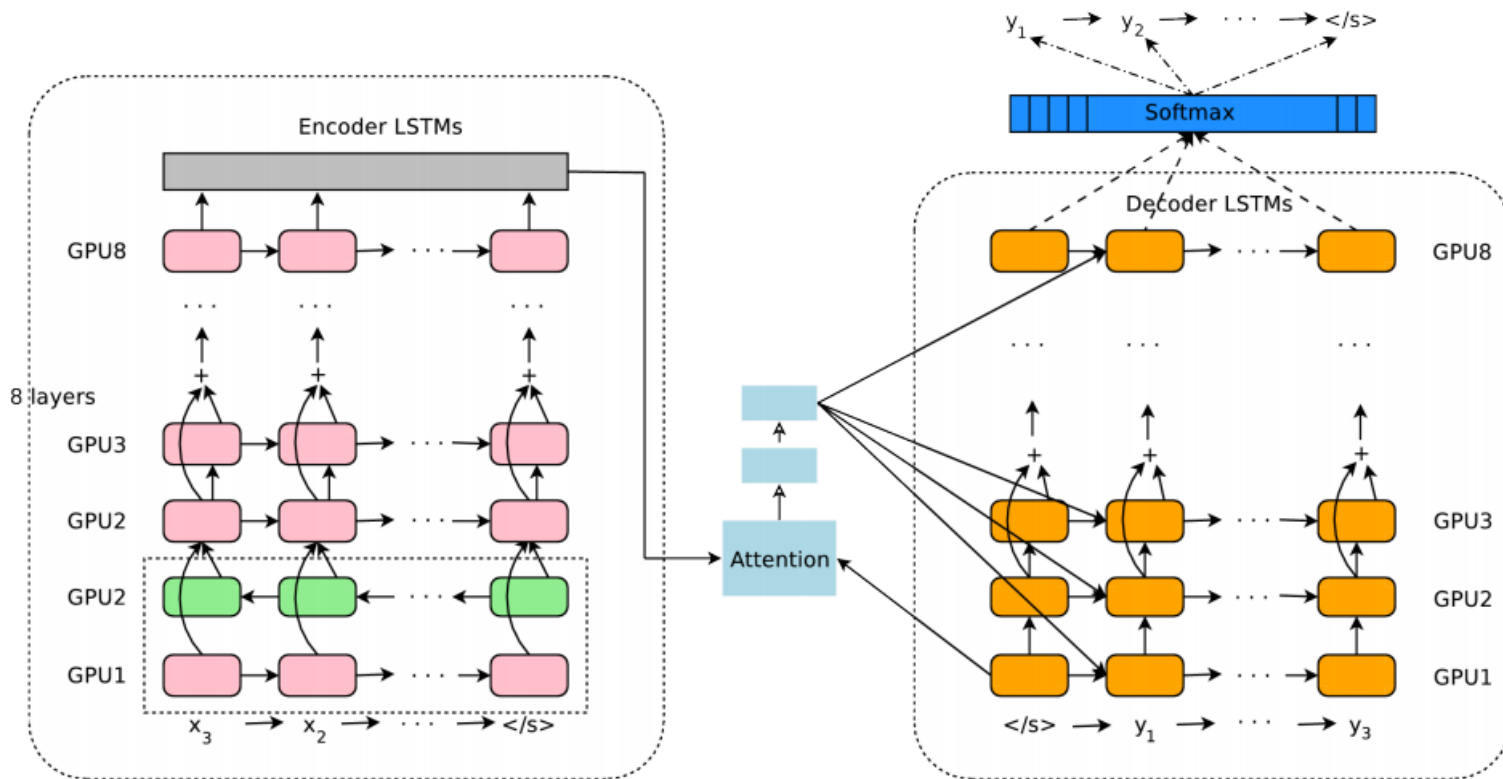 y1 y2 · · · </s>
Softmax
Encoder LSTMs
Decoder LSTMs
GPU8 · · · · · · GPU8
· · · · · · · · ·
· · · · · · · · ·
+ + +
8 layers
GPU3 · · ·
+ + +
GPU2 · · · · · · GPU3
Attention
GPU2 · · · · · · GPU2
GPU1 · · · · · · GPU1
x3 x2 · · · </s>
</s> y1 · · · y3